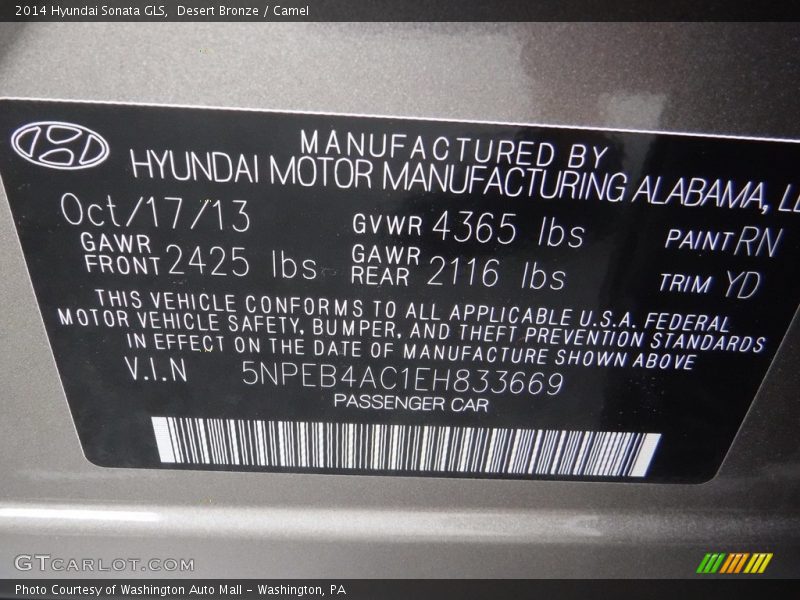 2014 Hyundai Sonata GLS, Desert Bronze / Camel
MANUFACTURED BY
HYUNDAI MOTOR MANUFACTURING ALABAMA,
Oct/17/13
GVWR 4365 lbs
PAINT RN
GAWR FRONT 2425 lbs
GAWR REAR 2116 lbs
TRIM YD
THIS VEHICLE CONFORMS TO ALL APPLICABLE U.S.A. FEDERAL
MOTOR VEHICLE SAFETY, BUMPER, AND THEFT PREVENTION STANDARDS
IN EFFECT ON THE DATE OF MANUFACTURE SHOWN ABOVE
V.I.N 5NPEB4AC1EH833669
PASSENGER CAR
GTCARLOT.COM
Photo Courtesy of Washington Auto Mall - Washington, PA